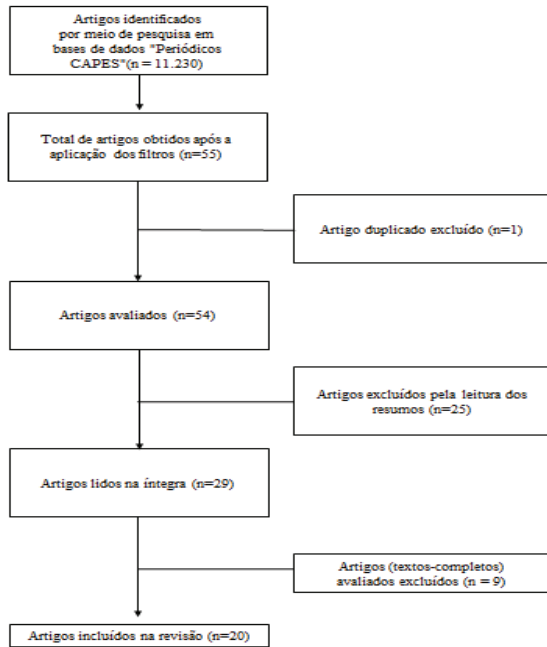 Artigos identificados
por meio de pesquisa em
bases de dados "Periódicos
CAPES"(n = 11.230)
Total de artigos obtidos após a
aplicação dos filtros (n=55)
Artigo duplicado excluído (n=1)
Artigos avaliados (n=54)
Artigos excluídos pela leitura dos
resumos (n=25)
Artigos lidos na íntegra (n=29)
Artigos (textos-completos)
avaliados excluídos (n = 9)
Artigos incluídos na revisão (n=20)